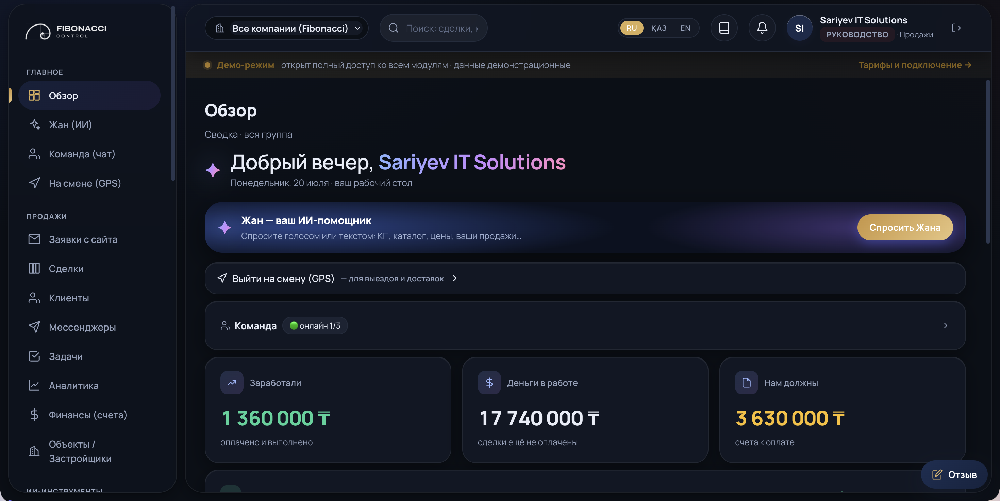 FIBONACCI
CONTROL
ГЛАВНОЕ
Обзор
Жан (ИИ)
Команда (чат)
На смене (GPS)
ПРОДАЖИ
Заявки с сайта
Сделки
Клиенты
Мессенджеры
Задачи
Аналитика
Финансы (счета)
Объекты /
Застройщики
ИИ-ИНСТРУМЕНТЫ
Все компании (Fibonacci)
Поиск: сделки,
RU ҚАЗ EN
SI
Sariyev IT Solutions
РУКОВОДСТВО · Продажи
Демо-режим открыт полный доступ ко всем модулям · данные демонстрационные
Тарифы и подключение →
Обзор
Сводка · вся группа
Добрый вечер, Sariyev IT Solutions
Понедельник, 20 июля · ваш рабочий стол
Жан — ваш ИИ-помощник
Спросите голосом или текстом: КП, каталог, цены, ваши продажи...
Спросить Жана
Выйти на смену (GPS) — для выездов и доставок
Команда онлайн 1/3
Заработали
1 360 000 ₸
оплачено и выполнено
Деньги в работе
17 740 000 ₸
сделки ещё не оплачены
Нам должны
3 630 000 ₸
счета к оплате
Отзыв